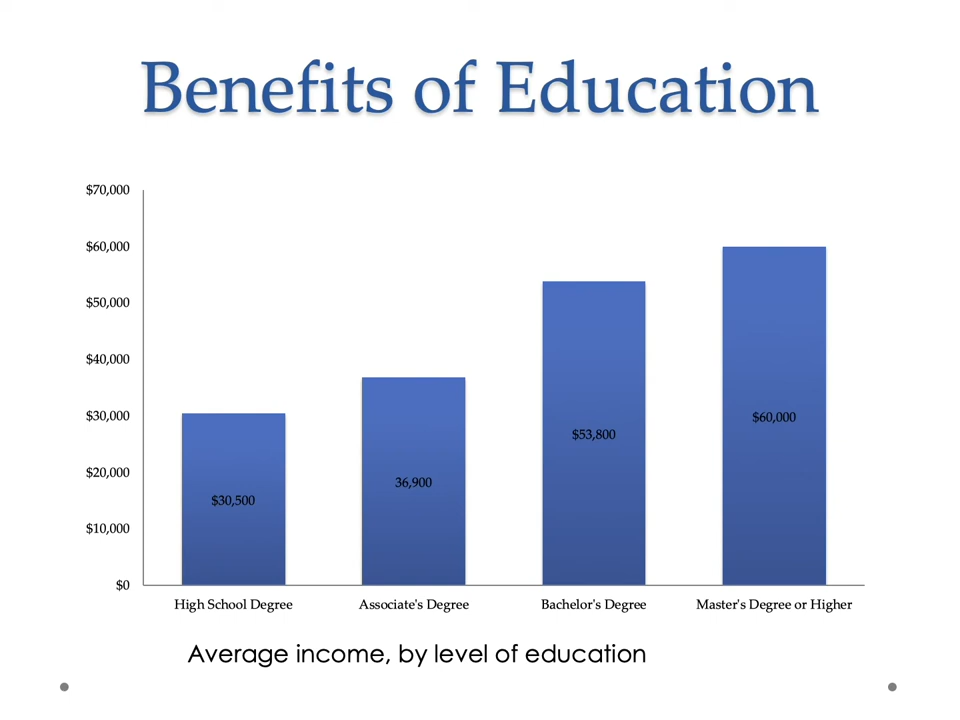 Benefits of Education
$70,000
$60,000
$50,000
$40,000
$30,000
$20,000
$10,000
$0
$30,500
36,900
$53,800
$60,000
High School Degree
Associate's Degree
Bachelor's Degree
Master's Degree or Higher
Average income, by level of education